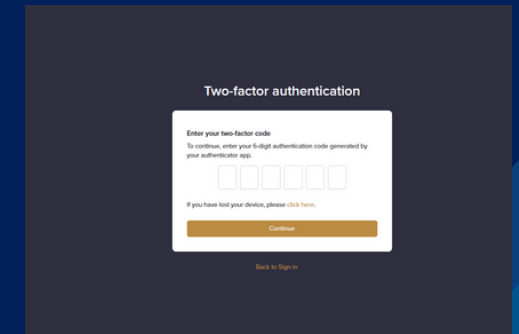 Two-factor authentication
Enter your two-factor code
To continue, enter your 6-digit authentication code generated by
your authenticator app.
If you have lost your device, please click here.
Continue
Back to Sign in